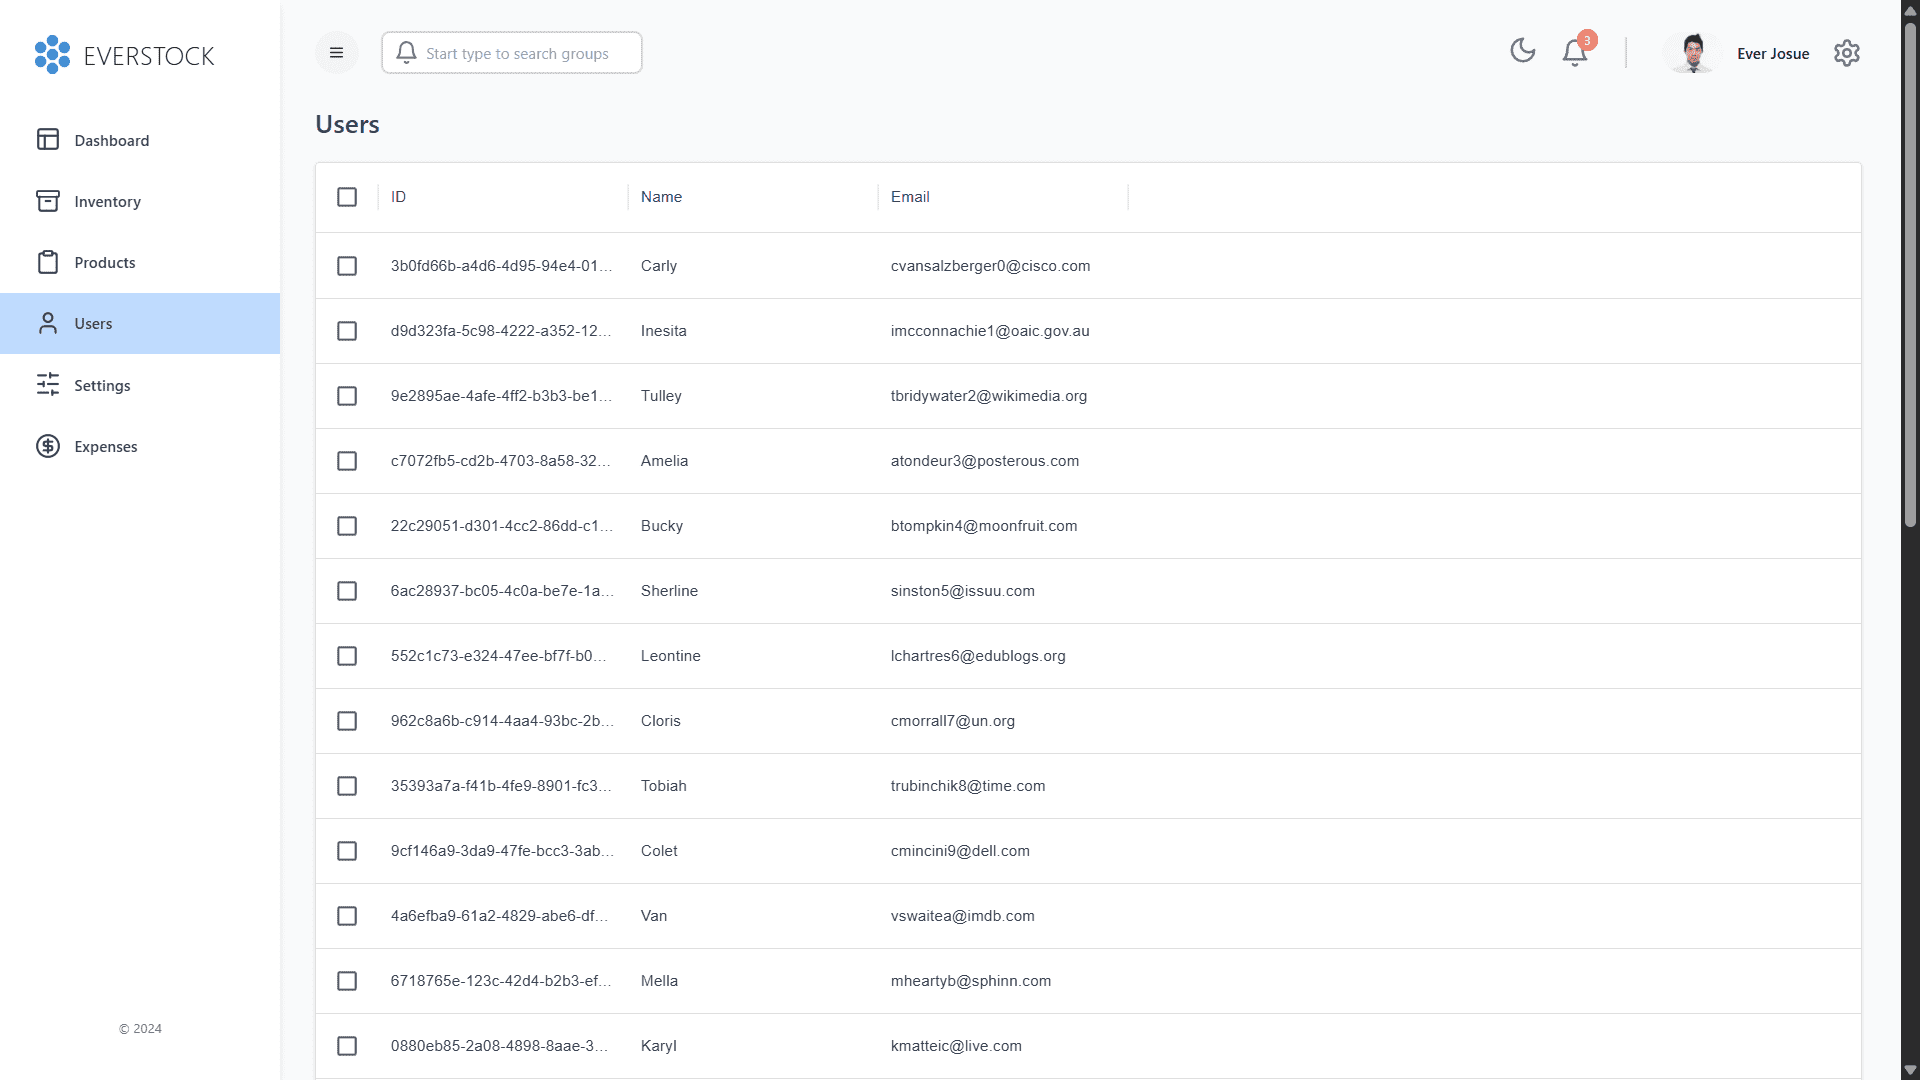 EVERSTOCK
Start type to search groups
3
Ever Josue
Dashboard
Inventory
Products
Users
Settings
Expenses
© 2024
Users
ID Name Email
3b0fd66b-a4d6-4d95-94e4-01... Carly cvansalzberger0@cisco.com
d9d323fa-5c98-4222-a352-12... Inesita imcconnachie1@oaic.gov.au
9e2895ae-4afe-4ff2-b3b3-be1... Tulley tbridywater2@wikimedia.org
c7072fb5-cd2b-4703-8a58-32... Amelia atondeur3@posterous.com
22c29051-d301-4cc2-86dd-c1... Bucky btompkin4@moonfruit.com
6ac28937-bc05-4c0a-be7e-1a... Sherline sinston5@issuu.com
552c1c73-e324-47ee-bf7f-b0... Leontine lchartres6@edublogs.org
962c8a6b-c914-4aa4-93bc-2b... Cloris cmorrall7@un.org
35393a7a-f41b-4fe9-8901-fc3... Tobiah trubinchik8@time.com
9cf146a9-3da9-47fe-bcc3-3ab... Colet cmincini9@dell.com
4a6efba9-61a2-4829-abe6-df... Van vswaitea@imdb.com
6718765e-123c-42d4-b2b3-ef... Mella mheartyb@sphinn.com
0880eb85-2a08-4898-8aae-3... Karyl kmatteic@live.com